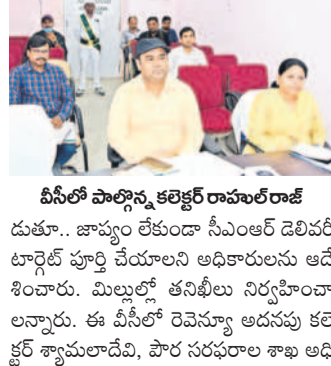 వీసీలో పాల్గొన్న కలెక్టర్ రాహుల్ రాజ్
డుతూ.. జాప్యం లేకుండా సీఎంఆర్ డెలివరీ
టార్గెట్ పూర్తి చేయాలని అధికారులను ఆదే
శించారు. మిల్లుల్లో తనిఖీలు నిర్వహించా
లన్నారు. ఈ వీసీలో రెవెన్యూ అదనపు కలె
క్టర్ శ్యామలాదేవి, పౌర సరఫరాల శాఖ అధి